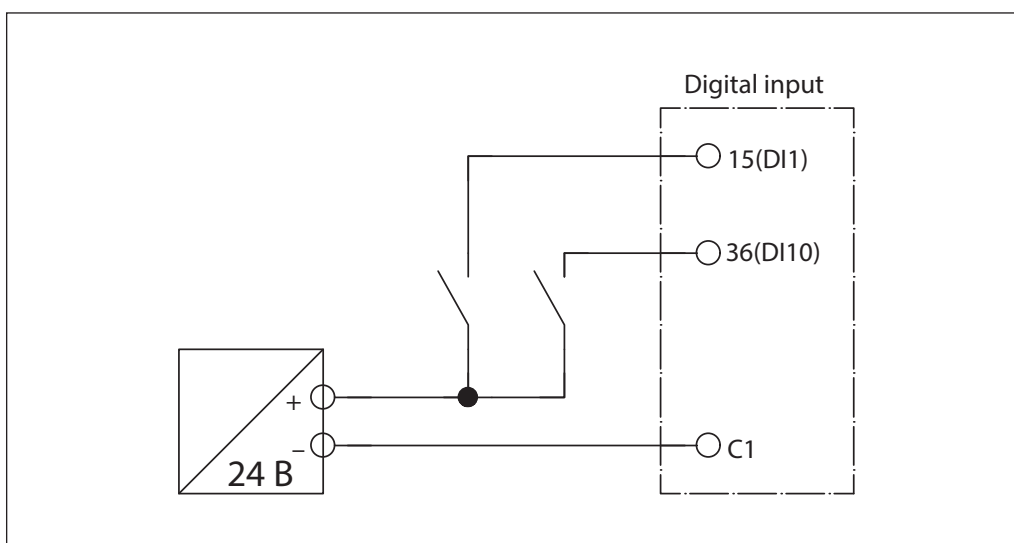 Digital input
15(DI1)
36(DI10)
+
–
24 В
C1